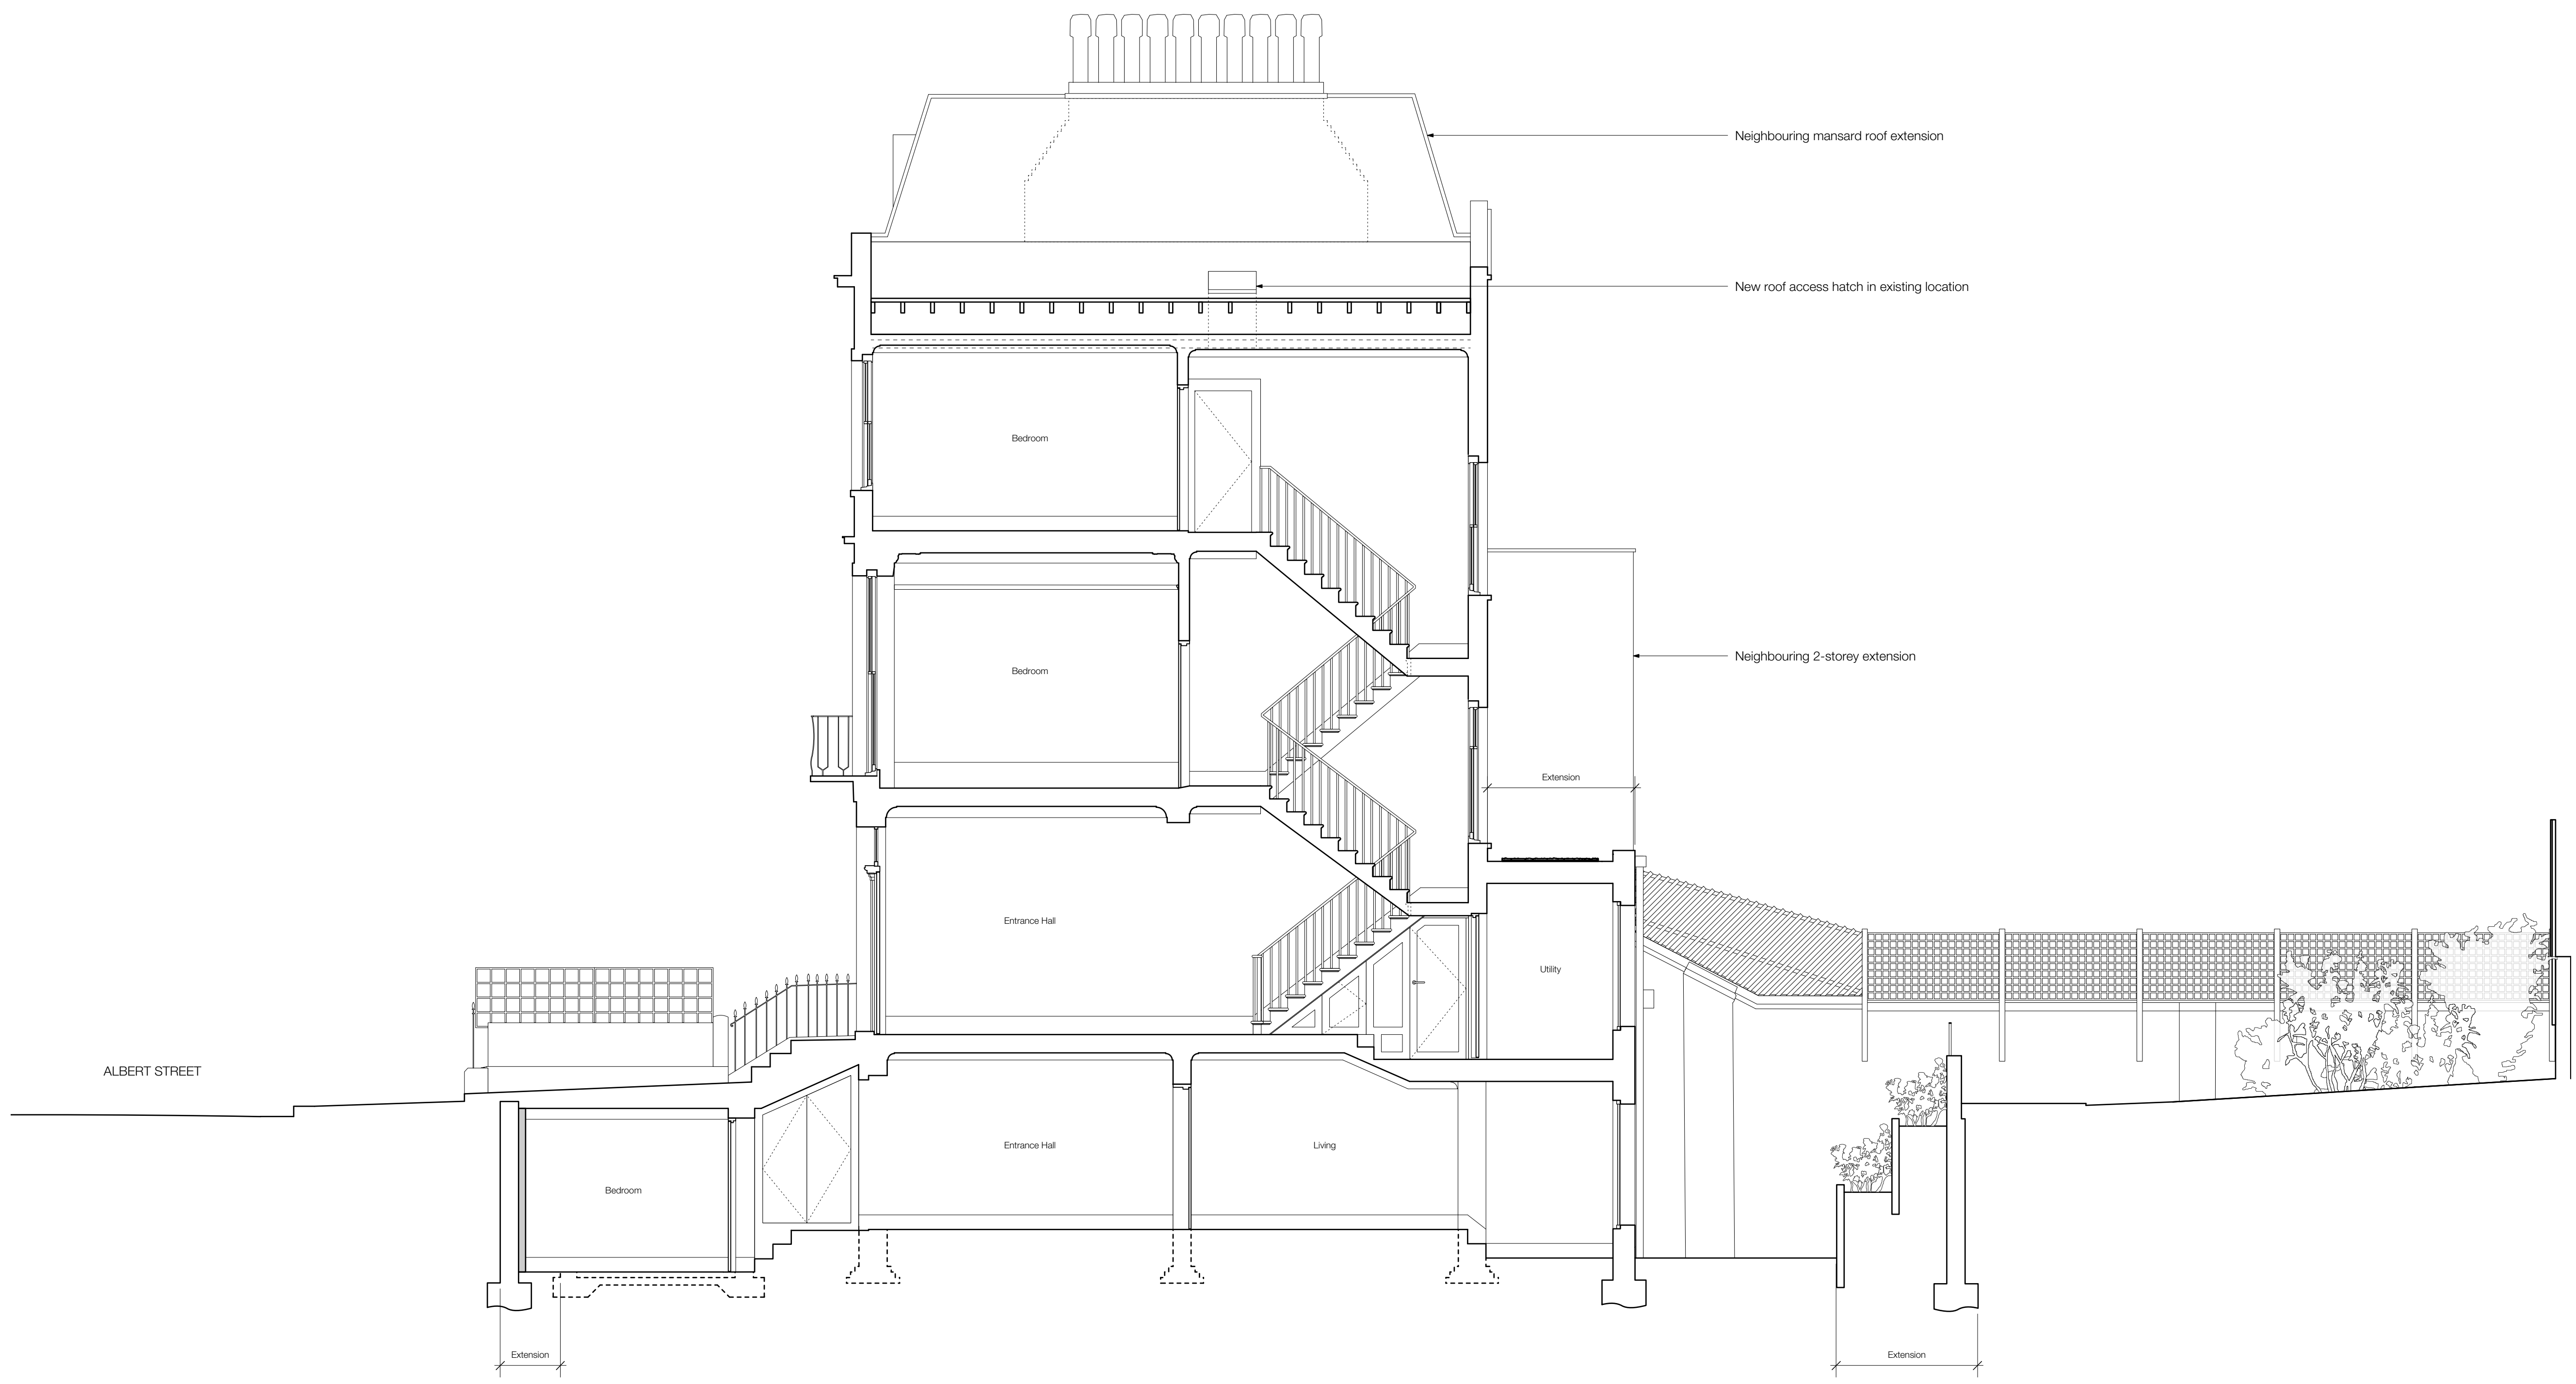 Neighbouring mansard roof extension
New roof access hatch in existing location
Bedroom
Bedroom
Neighbouring 2-storey extension
Extension
Entrance Hall
Utility
ALBERT STREET
Entrance Hall
Living
Bedroom
Extension
Extension